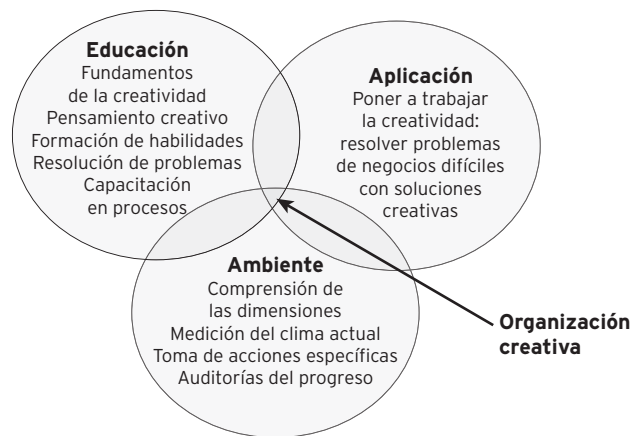 Educación
Fundamentos
de la creatividad
Pensamiento creativo
Formación de habilidades
Resolución de problemas
Capacitación
en procesos
Aplicación
Poner a trabajar
la creatividad:
resolver problemas
de negocios difíciles
con soluciones
creativas
Ambiente
Comprensión de
las dimensiones
Medición del clima actual
Toma de acciones específicas
Auditorías del progreso
Organización
creativa